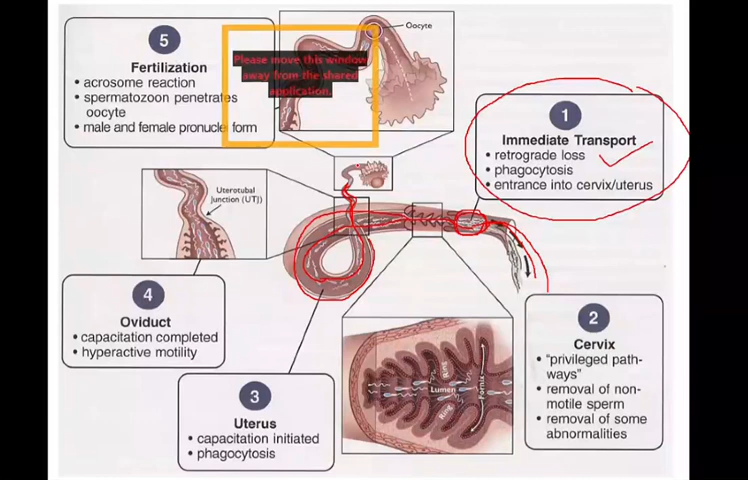 5
Fertilization
• acrosome reaction
• spermatozoon penetrates
oocyte
• male and female pronuclei form
Please move this window
away from the shared
application.
Oocyte
1
Immediate Transport
• retrograde loss
• phagocytosis
• entrance into cervix/uterus
Uterotubal
Junction (UTJ)
4
Oviduct
• capacitation completed
• hyperactive motility
3
Uterus
• capacitation initiated
• phagocytosis
Ring
Lumen
Ring
Fornix
2
Cervix
• "privileged path-
ways"
• removal of non-
motile sperm
• removal of some
abnormalities